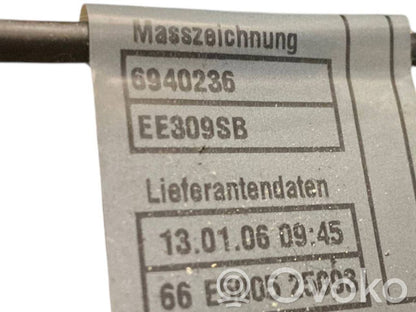 Masszeichnung
6940236
EE309SB
Lieferantendaten
13.01.06 09:45
66
ovoko